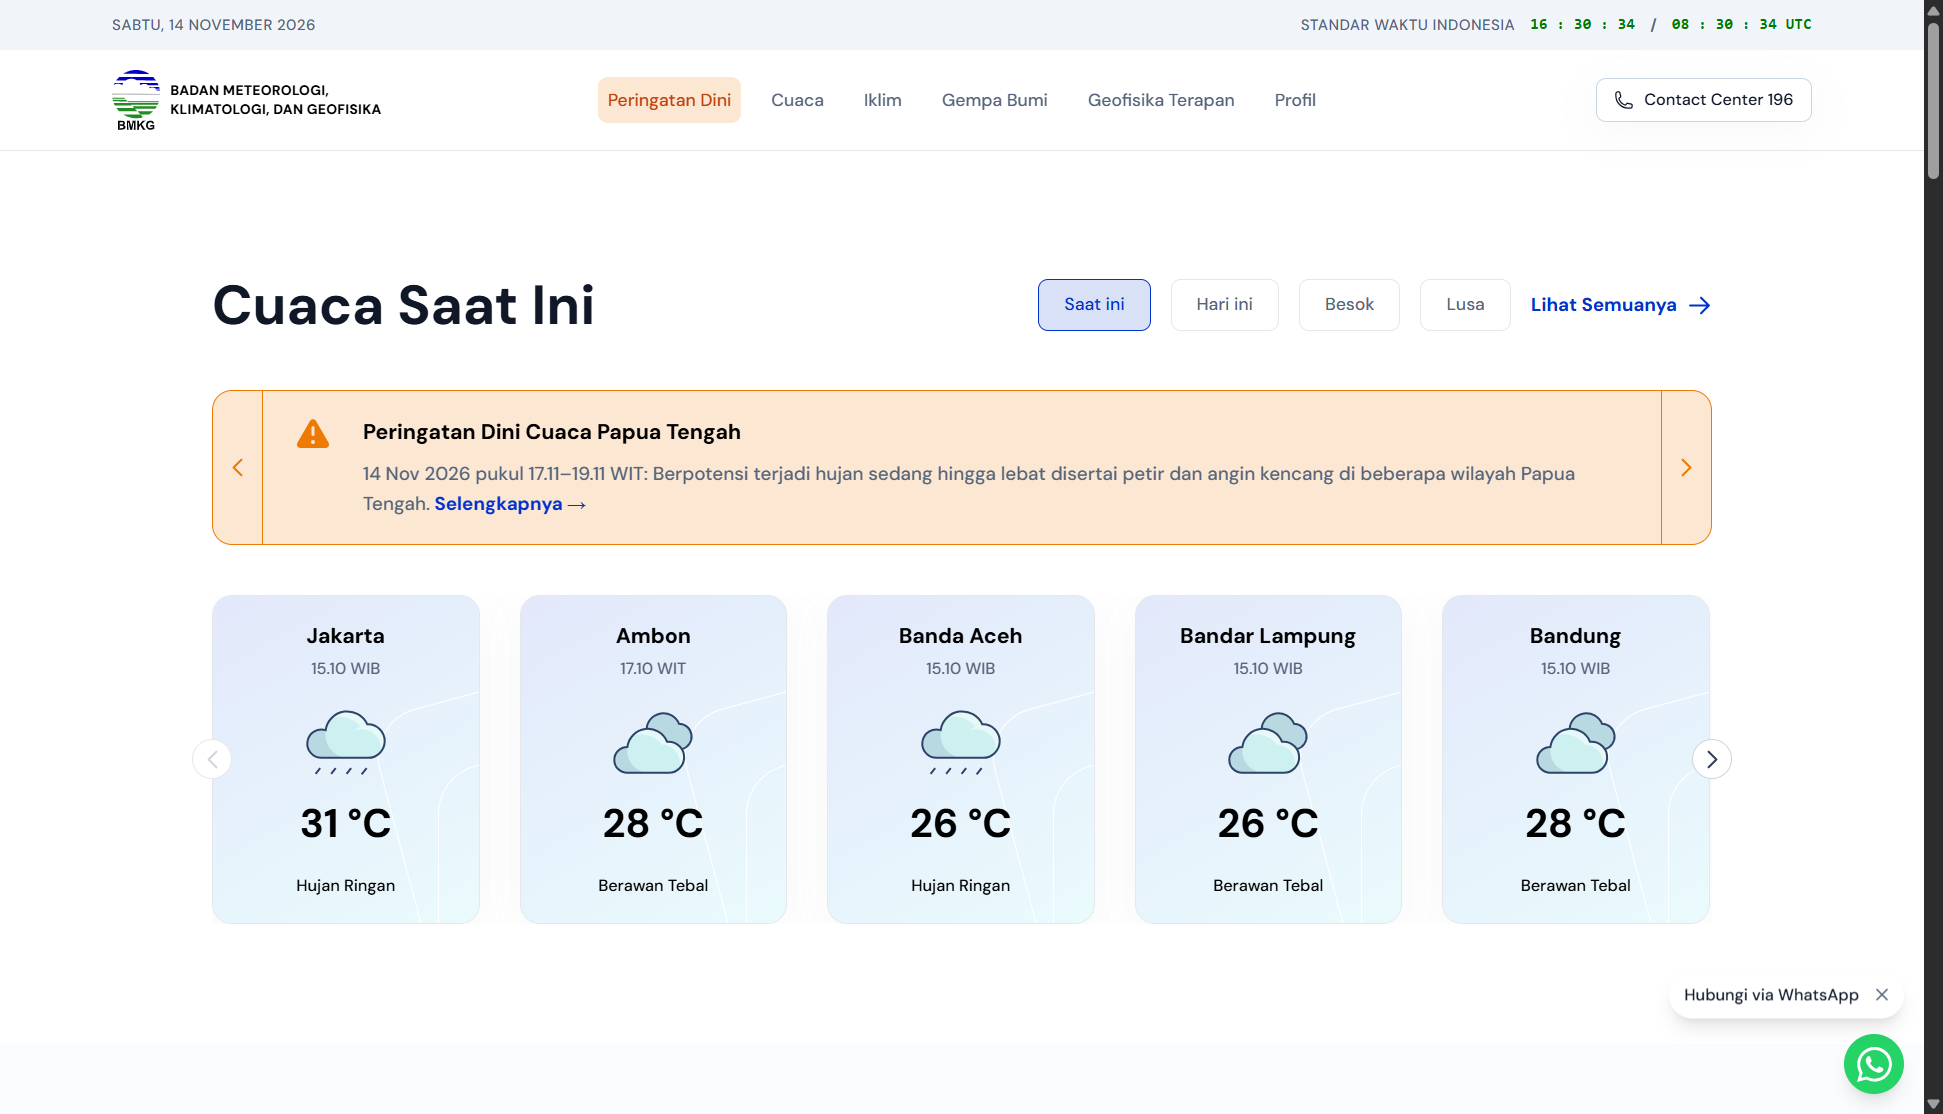 SABTU, 14 NOVEMBER 2026
STANDAR WAKTU INDONESIA 16 : 30 : 34 / 08 : 30 : 34 UTC
BMKG
BADAN METEOROLOGI,
KLIMATOLOGI, DAN GEOFISIKA
Peringatan Dini
Cuaca
Iklim
Gempa Bumi
Geofisika Terapan
Profil
Contact Center 196
Cuaca Saat Ini
Saat ini
Hari ini
Besok
Lusa
Lihat Semuanya →
Peringatan Dini Cuaca Papua Tengah
14 Nov 2026 pukul 17.11–19.11 WIT: Berpotensi terjadi hujan sedang hingga lebat disertai petir dan angin kencang di beberapa wilayah Papua
Tengah. Selengkapnya →
Jakarta
15.10 WIB
31 °C
Hujan Ringan
Ambon
17.10 WIT
28 °C
Berawan Tebal
Banda Aceh
15.10 WIB
26 °C
Hujan Ringan
Bandar Lampung
15.10 WIB
26 °C
Berawan Tebal
Bandung
15.10 WIB
28 °C
Berawan Tebal
Hubungi via WhatsApp